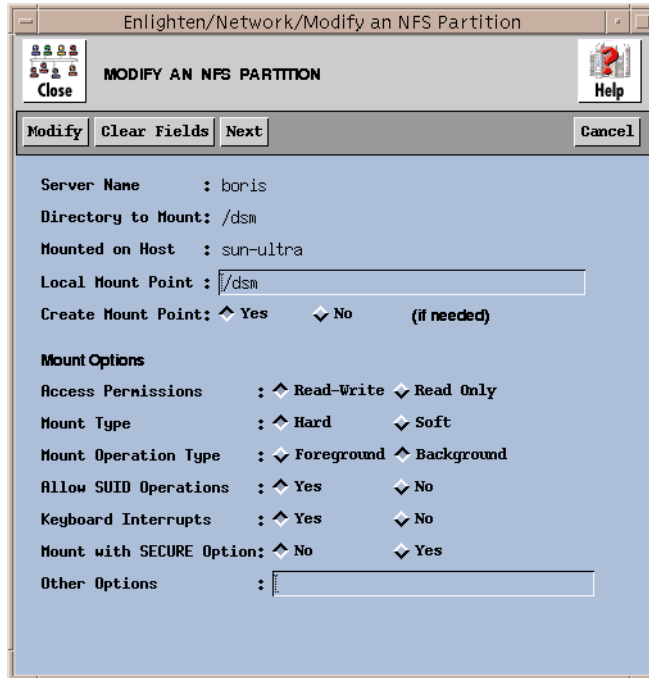 Enlighten/Network/Modify an NFS Partition
Close
MODIFY AN NFS PARTITION
Help
Modify Clear Fields Next Cancel
Server Name : boris
Directory to Mount: /dsm
Mounted on Host : sun-ultra
Local Mount Point : /dsm
Create Mount Point: Yes No (if needed)
Mount Options
Access Permissions : Read-Write Read Only
Mount Type : Hard Soft
Mount Operation Type : Foreground Background
Allow SUID Operations : Yes No
Keyboard Interrupts : Yes No
Mount with SECURE Option: No Yes
Other Options :